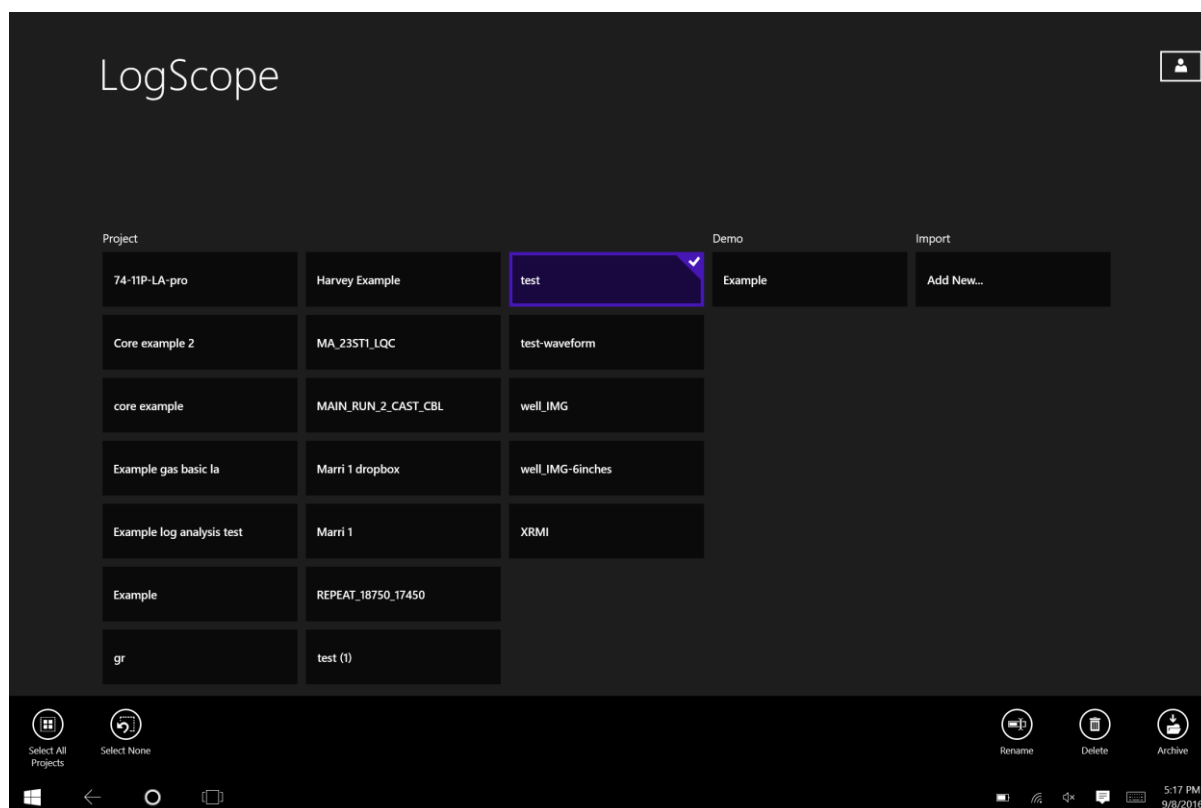 LogScope
Project
Demo
Import
74-11P-LA-pro
Harvey Example
test
Example
Add New...
Core example 2
MA_23ST1_LQC
test-waveform
core example
MAIN_RUN_2_CAST_CBL
well_IMG
Example gas basic la
Marri 1 dropbox
well_IMG-6inches
Example log analysis test
Marri 1
XRMI
Example
REPEAT_18750_17450
gr
test (1)
Select All
Projects
Select None
Rename
Delete
Archive
5:17 PM